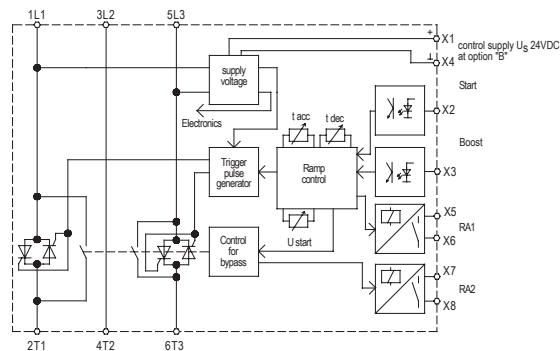 1L1 3L2 5L3
+ X1
control supply US 24VDC
at option "B"
⊥ X4
supply
voltage
Start
Electronics
t acc t dec
X2
Boost
Trigger
pulse
generator
Ramp
control
X3
X5
RA1
X6
U start
Control
for
bypass
X7
RA2
X8
2T1 4T2 6T3